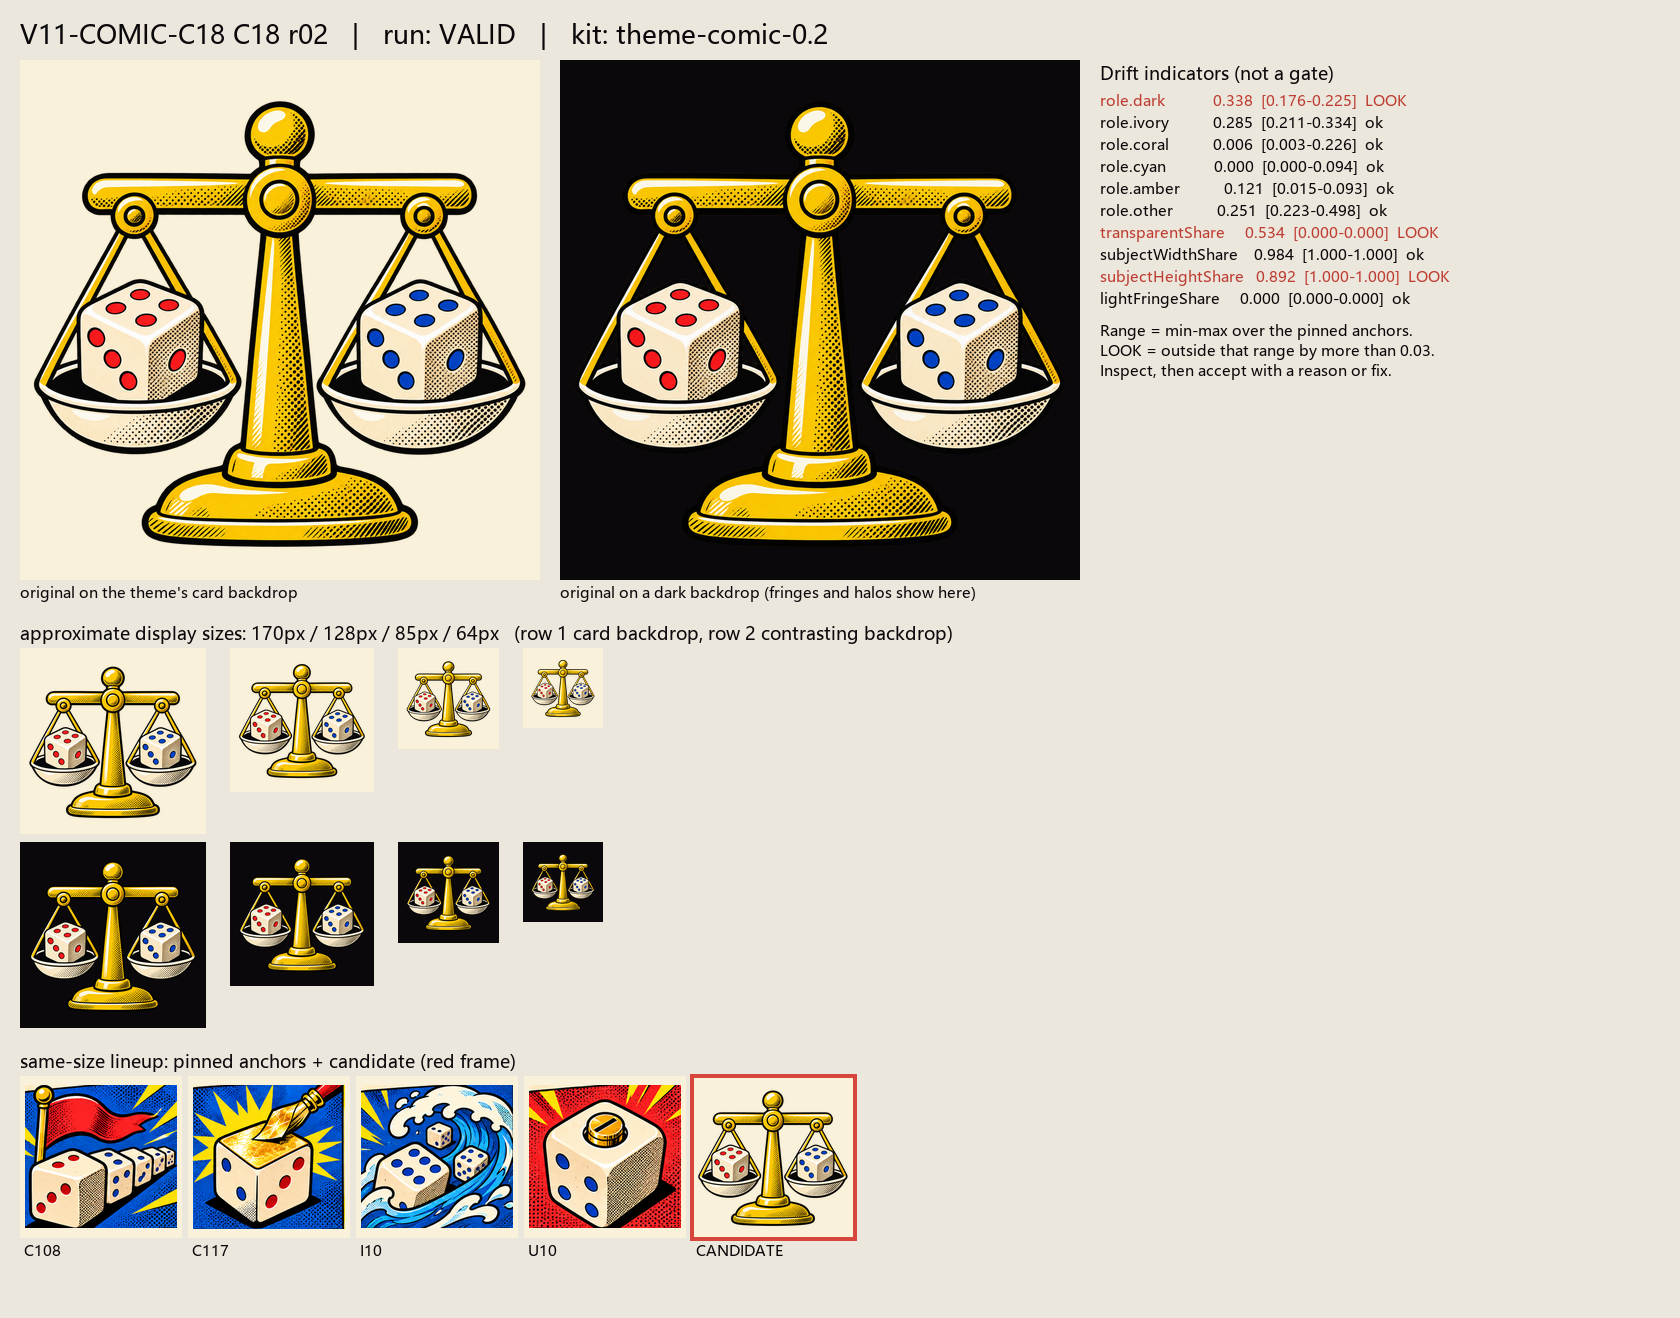 V11-COMIC-C18 C18 r02 | run: VALID | kit: theme-comic-0.2
Drift indicators (not a gate)
role.dark 0.338 [0.176-0.225] LOOK
role.ivory 0.285 [0.211-0.334] ok
role.coral 0.006 [0.003-0.226] ok
role.cyan 0.000 [0.000-0.094] ok
role.amber 0.121 [0.015-0.093] ok
role.other 0.251 [0.223-0.498] ok
transparentShare 0.534 [0.000-0.000] LOOK
subjectWidthShare 0.984 [1.000-1.000] ok
subjectHeightShare 0.892 [1.000-1.000] LOOK
lightFringeShare 0.000 [0.000-0.000] ok
Range = min-max over the pinned anchors.
LOOK = outside that range by more than 0.03.
Inspect, then accept with a reason or fix.
original on the theme's card backdrop
original on a dark backdrop (fringes and halos show here)
approximate display sizes: 170px / 128px / 85px / 64px (row 1 card backdrop, row 2 contrasting backdrop)
same-size lineup: pinned anchors + candidate (red frame)
C108
C117
I10
U10
CANDIDATE